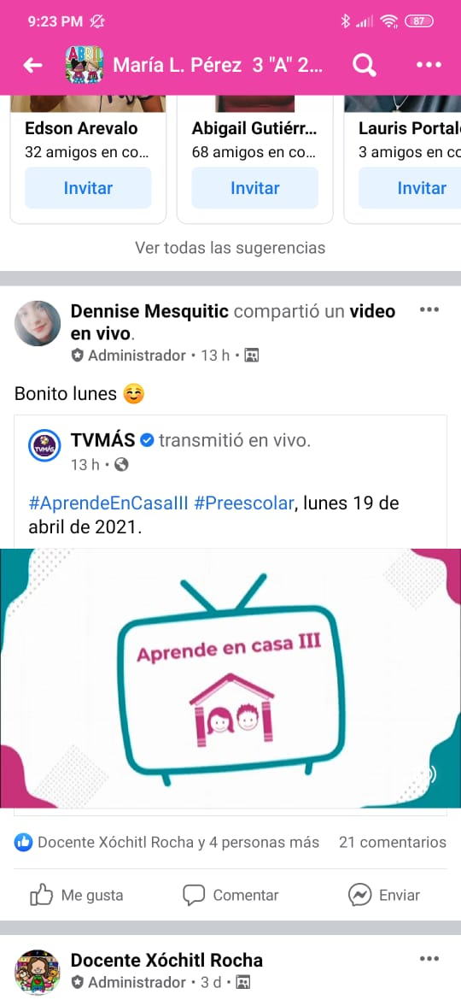 9:23 PM
87
ABRIL
María L. Pérez 3 "A" 2...
Edson Arevalo
Abigail Gutiérr...
Lauris Portal
32 amigos en co...
68 amigos en co...
3 amigos en co
Invitar
Invitar
Invitar
Ver todas las sugerencias
Dennise Mesquitic compartió un video
en vivo.
Administrador • 13 h •
Bonito lunes
TVMÁS
TVMÁS transmitió en vivo.
13 h •
#AprendeEnCasaIII #Preescolar, lunes 19 de
abril de 2021.
Aprende en casa III
Docente Xóchitl Rocha y 4 personas más
21 comentarios
Me gusta
Comentar
Enviar
Docente Xóchitl Rocha
Administrador • 3 d •